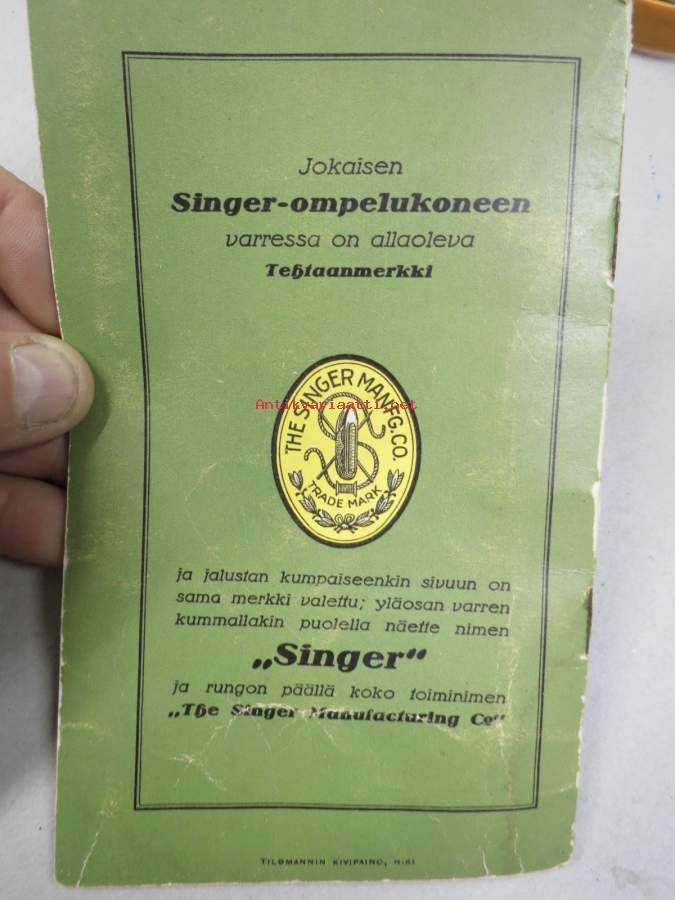 Jokaisen
Singer-ompelukoneen
varressa on allaoleva
Tehtaanmerkki
THE SINGER MANFG. CO.
Antikvariaatti.net
TRADE MARK
ja jalustan kumpaiseenkin sivuun on
sama merkki valettu; yläosan varren
kummallakin puolella näette nimen
„Singer“
ja rungon päällä koko toiminimen
„The Singer Manufacturing Co“
TILGMANNIN KIVIPAINO, H:KI